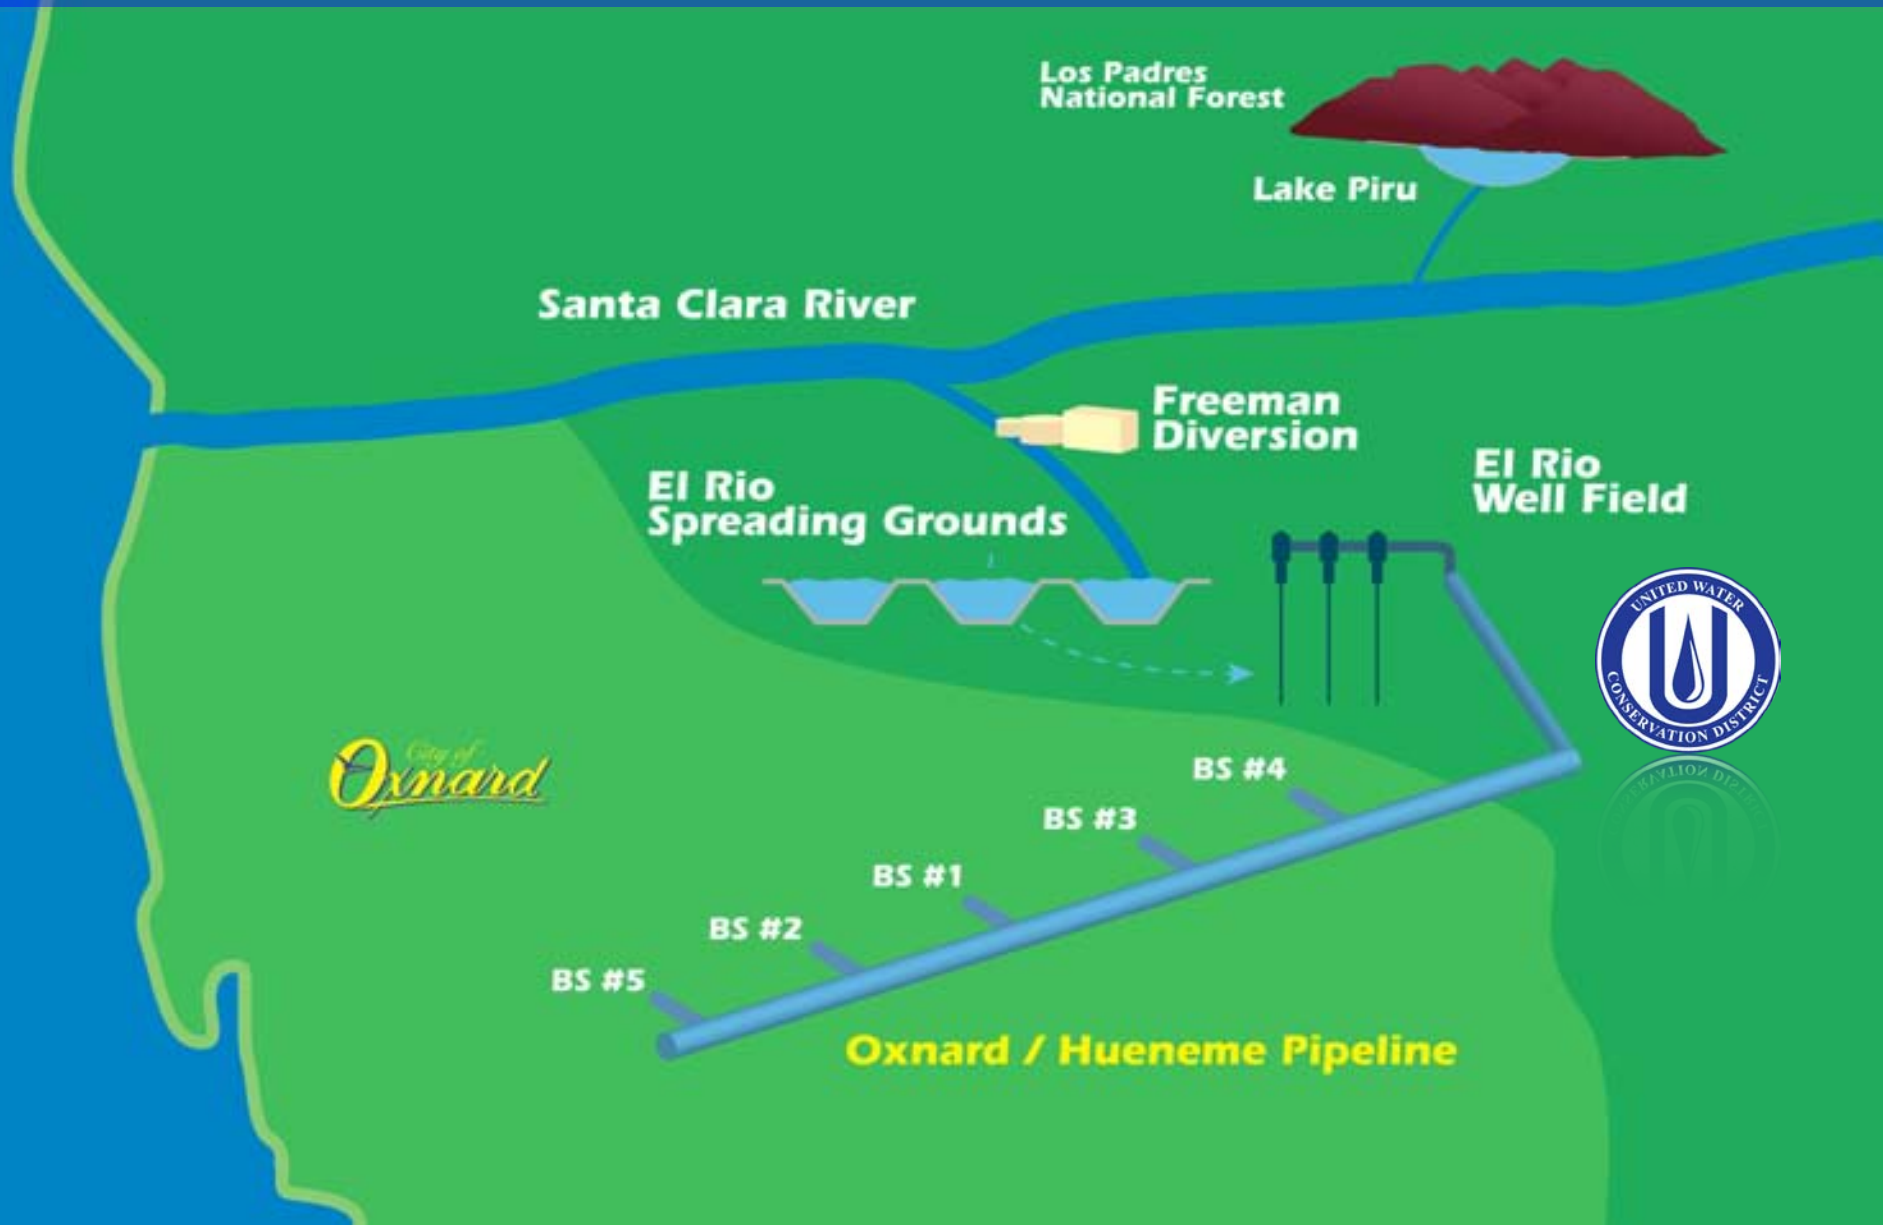 Los Padres
National Forest
Lake Piru
Santa Clara River
Freeman
Diversion
El Rio
Well Field
El Rio
Spreading Grounds
UNITED WATER
CONSERVATION DISTRICT
City of
Oxnard
BS #4
BS #3
BS #1
BS #2
BS #5
Oxnard / Hueneme Pipeline